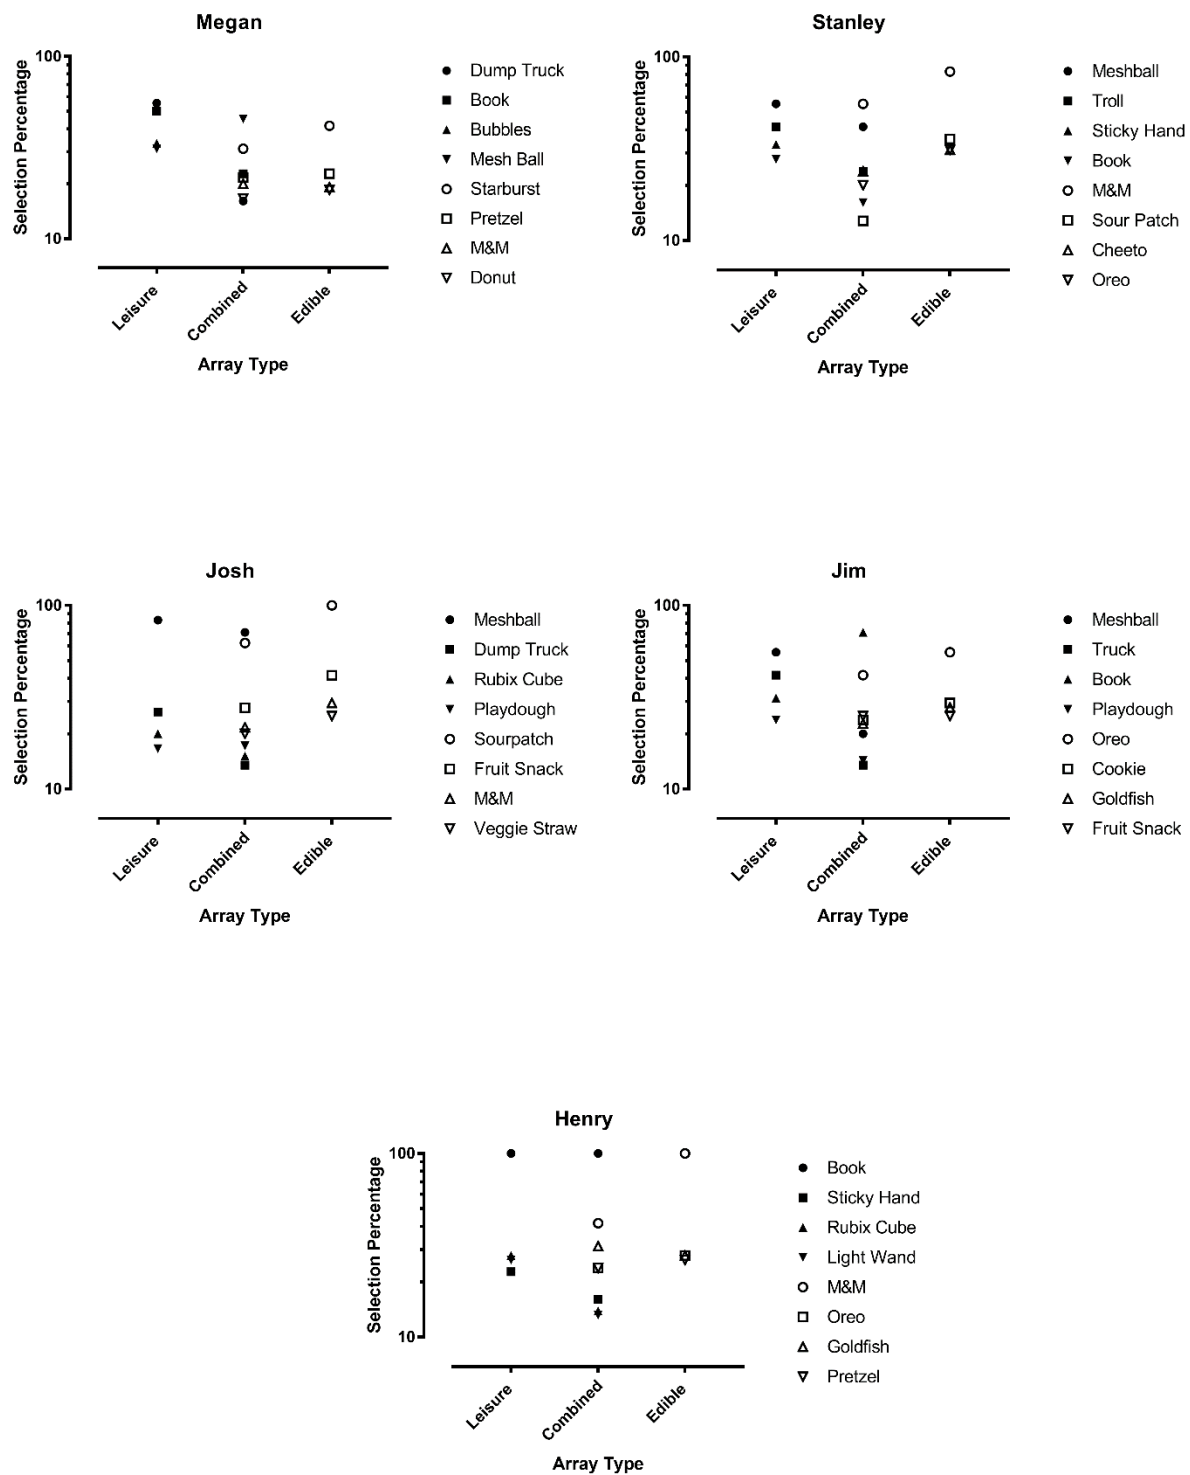 Megan
Selection Percentage
100
10
Leisure
Combined
Edible
Array Type
Dump Truck
Book
Bubbles
Mesh Ball
Starburst
Pretzel
M&M
Donut
Stanley
Selection Percentage
100
10
Leisure
Combined
Edible
Array Type
Meshball
Troll
Sticky Hand
Book
M&M
Sour Patch
Cheeto
Oreo
Josh
Selection Percentage
100
10
Leisure
Combined
Edible
Array Type
Meshball
Dump Truck
Rubix Cube
Playdough
Sourpatch
Fruit Snack
M&M
Veggie Straw
Jim
Selection Percentage
100
10
Leisure
Combined
Edible
Array Type
Meshball
Truck
Book
Playdough
Oreo
Cookie
Goldfish
Fruit Snack
Henry
Selection Percentage
100
10
Leisure
Combined
Edible
Array Type
Book
Sticky Hand
Rubix Cube
Light Wand
M&M
Oreo
Goldfish
Pretzel